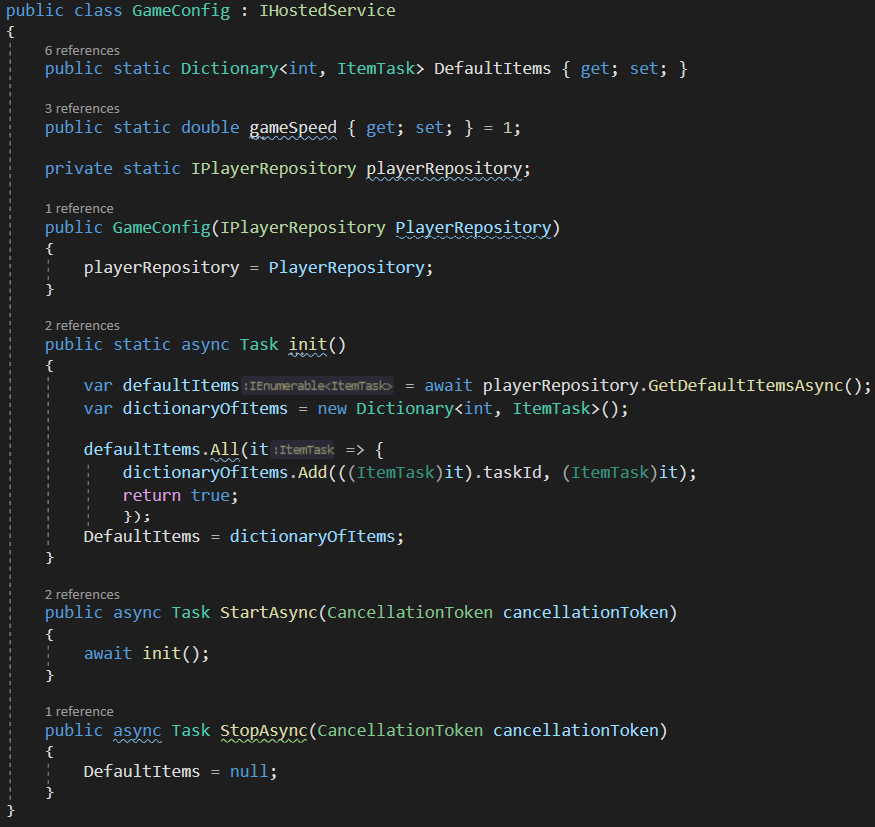 public class GameConfig : IHostedService
{
6 references
public static Dictionary<int, ItemTask> DefaultItems { get; set; }
3 references
public static double gameSpeed { get; set; } = 1;
private static IPlayerRepository playerRepository;
1 reference
public GameConfig(IPlayerRepository PlayerRepository)
{
playerRepository = PlayerRepository;
}
2 references
public static async Task init()
{
var defaultItems :IEnumerable<ItemTask> = await playerRepository.GetDefaultItemsAsync();
var dictionaryOfItems = new Dictionary<int, ItemTask>();
defaultItems.All(it :ItemTask => {
dictionaryOfItems.Add(((ItemTask)it).taskId, (ItemTask)it);
return true;
});
DefaultItems = dictionaryOfItems;
}
2 references
public async Task StartAsync(CancellationToken cancellationToken)
{
await init();
}
1 reference
public async Task StopAsync(CancellationToken cancellationToken)
{
DefaultItems = null;
}
}